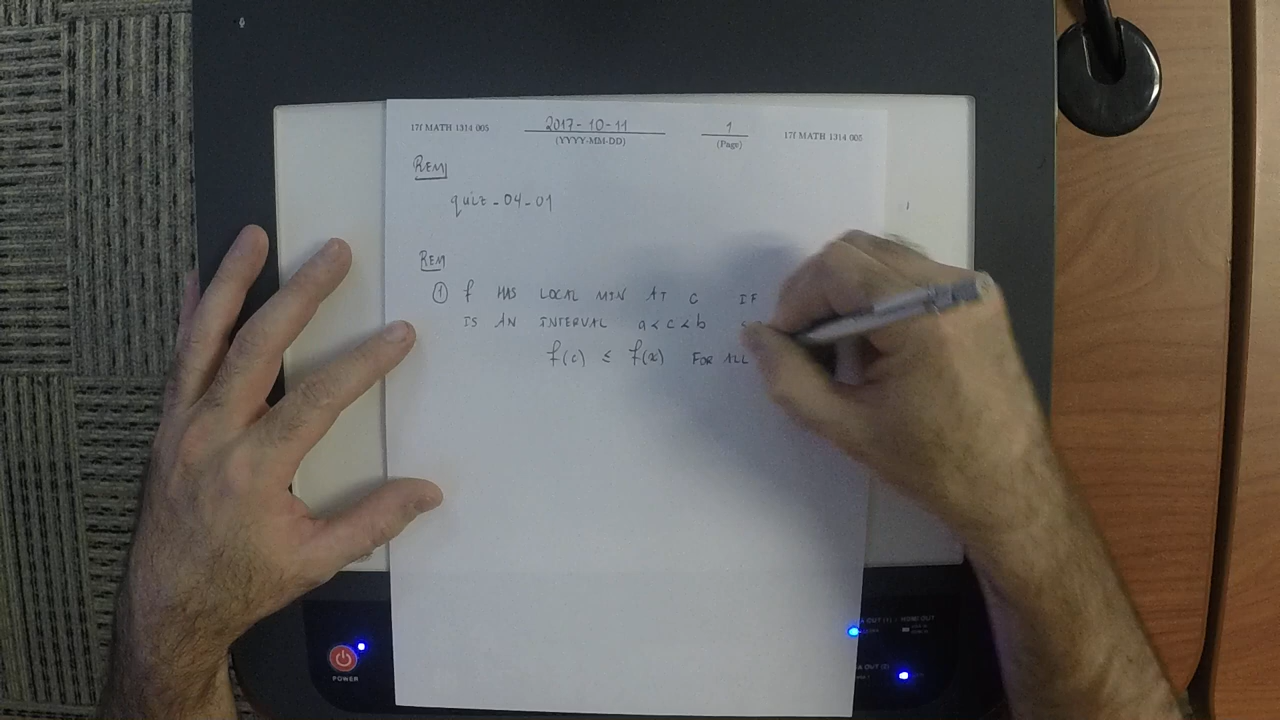 17f MATH 1314 005 2017-10-11 1 17f MATH 1314 005
(YYYY-MM-DD) (Page)
REM
quiz-04-01
REM
① f HAS LOCAL MIN AT c IF
IS AN INTERVAL a < c < b
f(c) ≤ f(x) FOR ALL
POWER